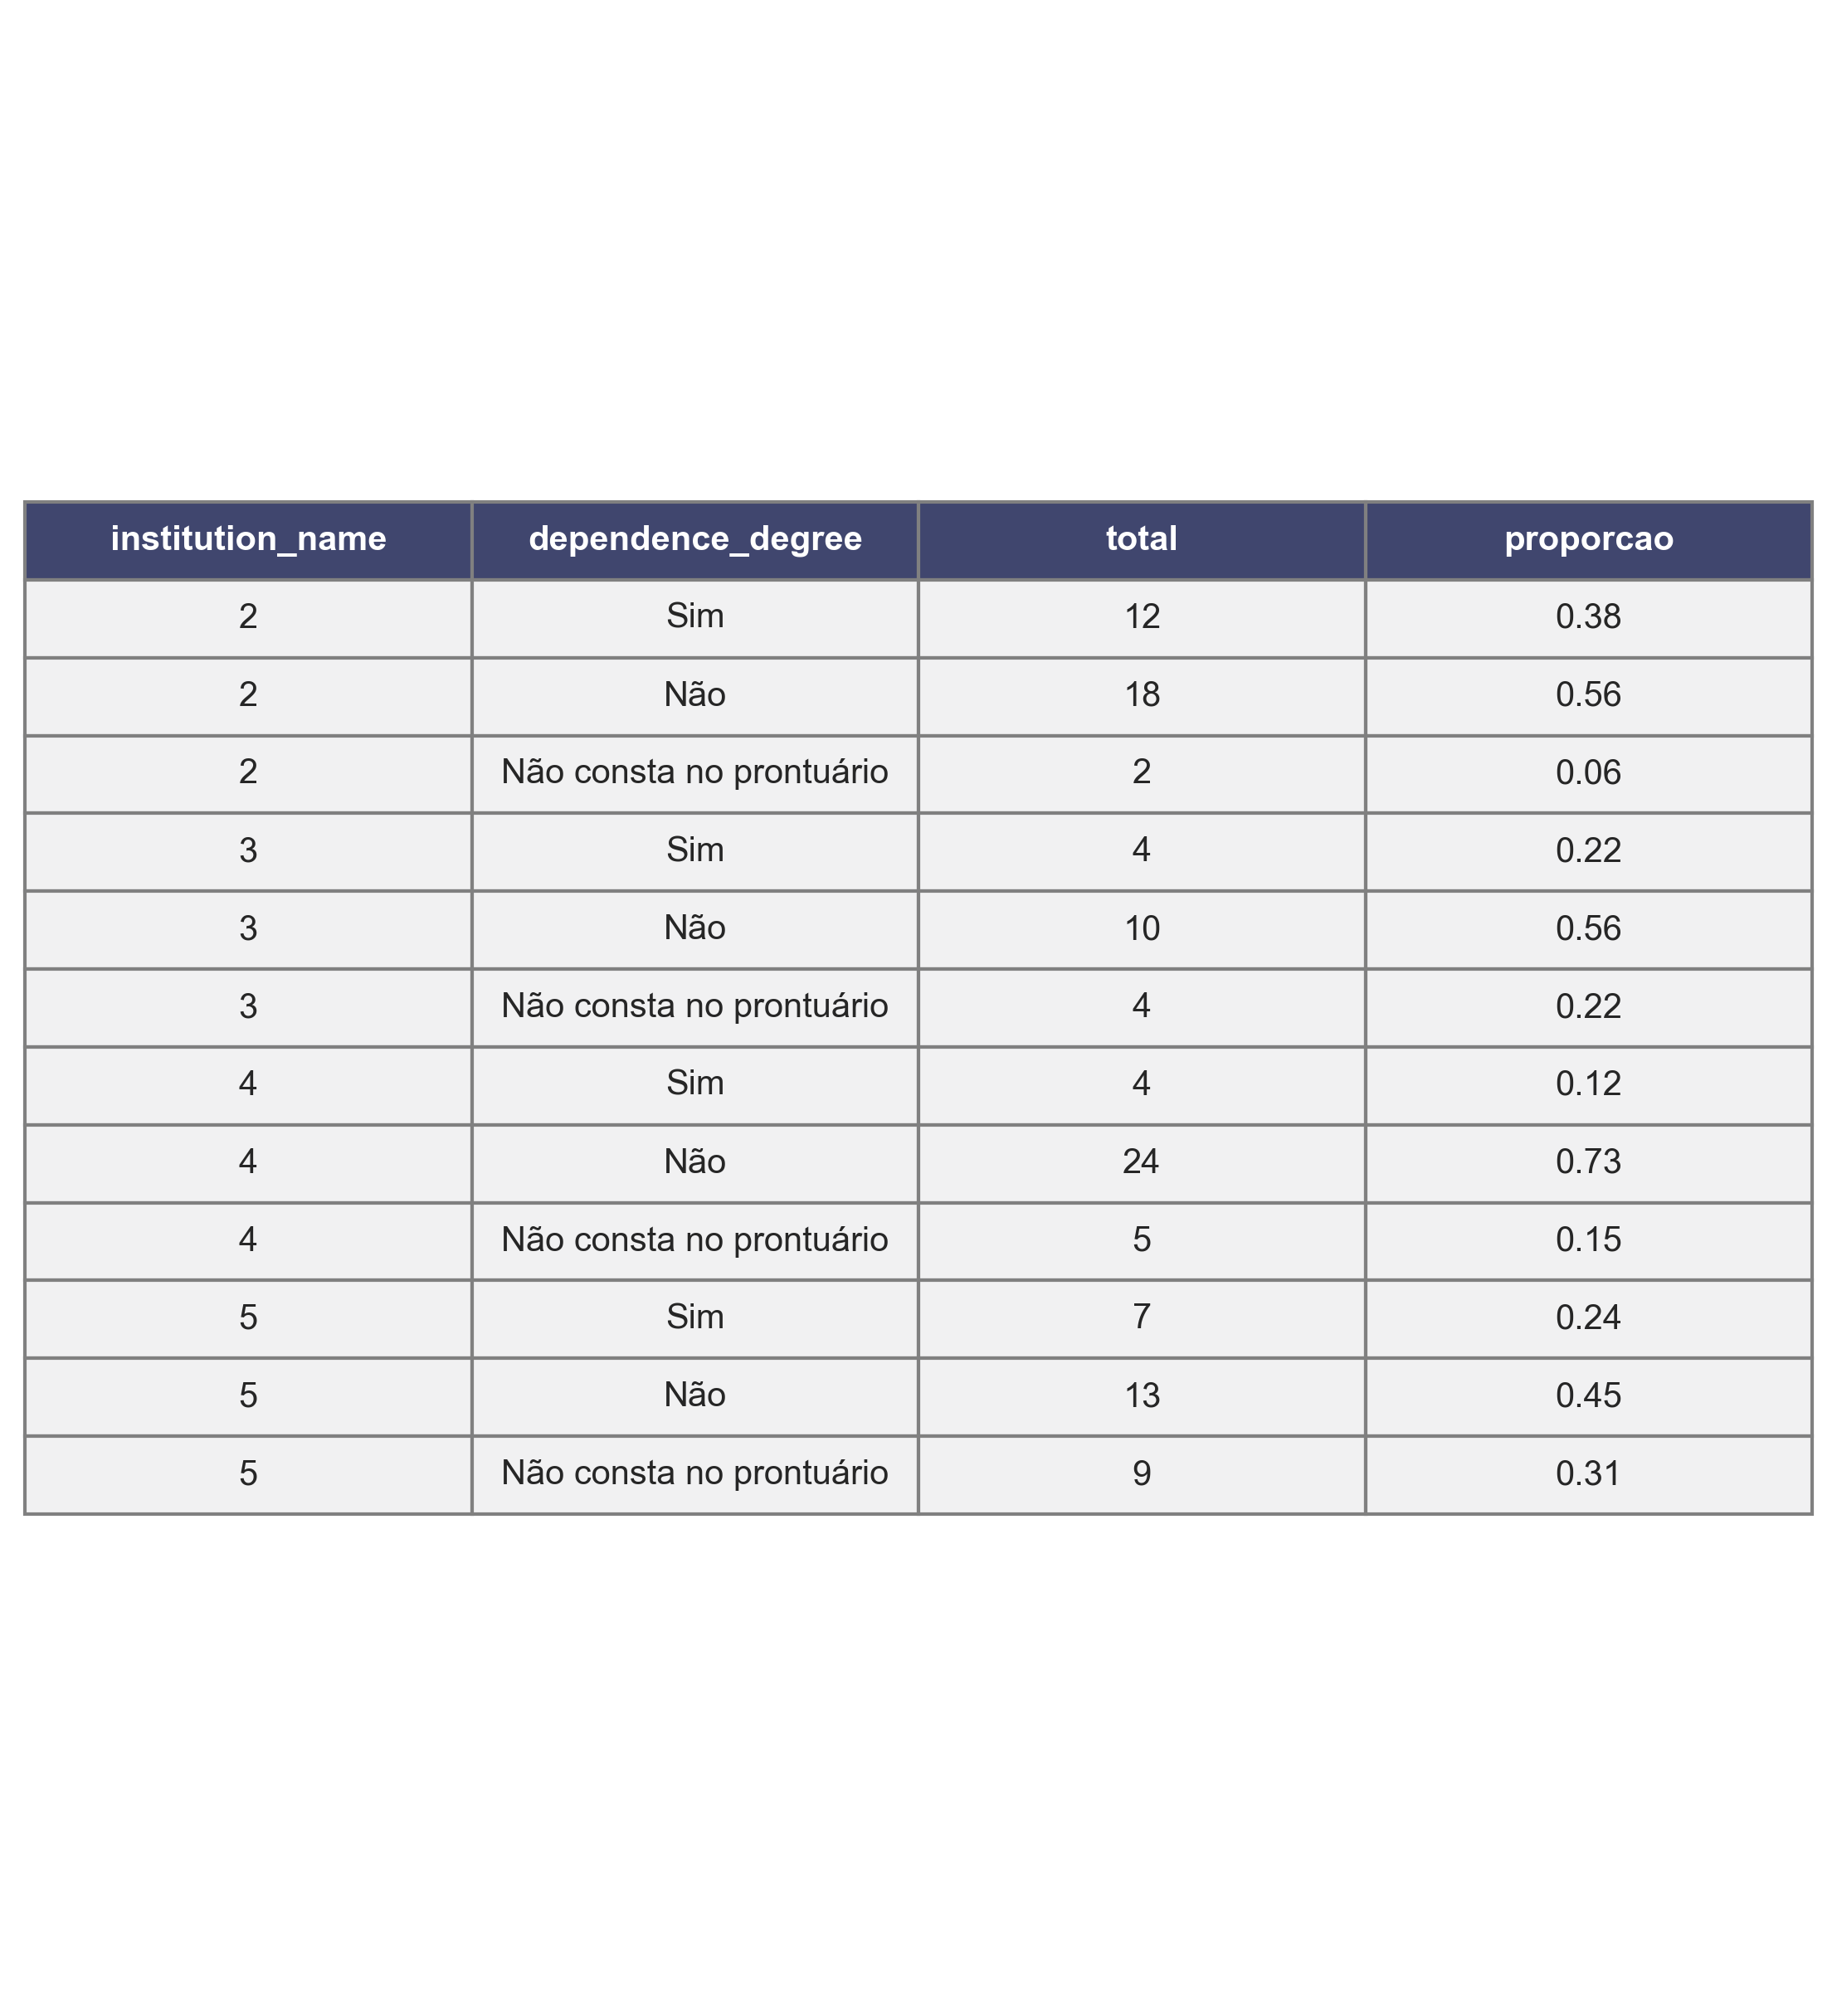 institution_name dependence_degree total proporcao
2 Sim 12 0.38
2 Não 18 0.56
2 Não consta no prontuário 2 0.06
3 Sim 4 0.22
3 Não 10 0.56
3 Não consta no prontuário 4 0.22
4 Sim 4 0.12
4 Não 24 0.73
4 Não consta no prontuário 5 0.15
5 Sim 7 0.24
5 Não 13 0.45
5 Não consta no prontuário 9 0.31